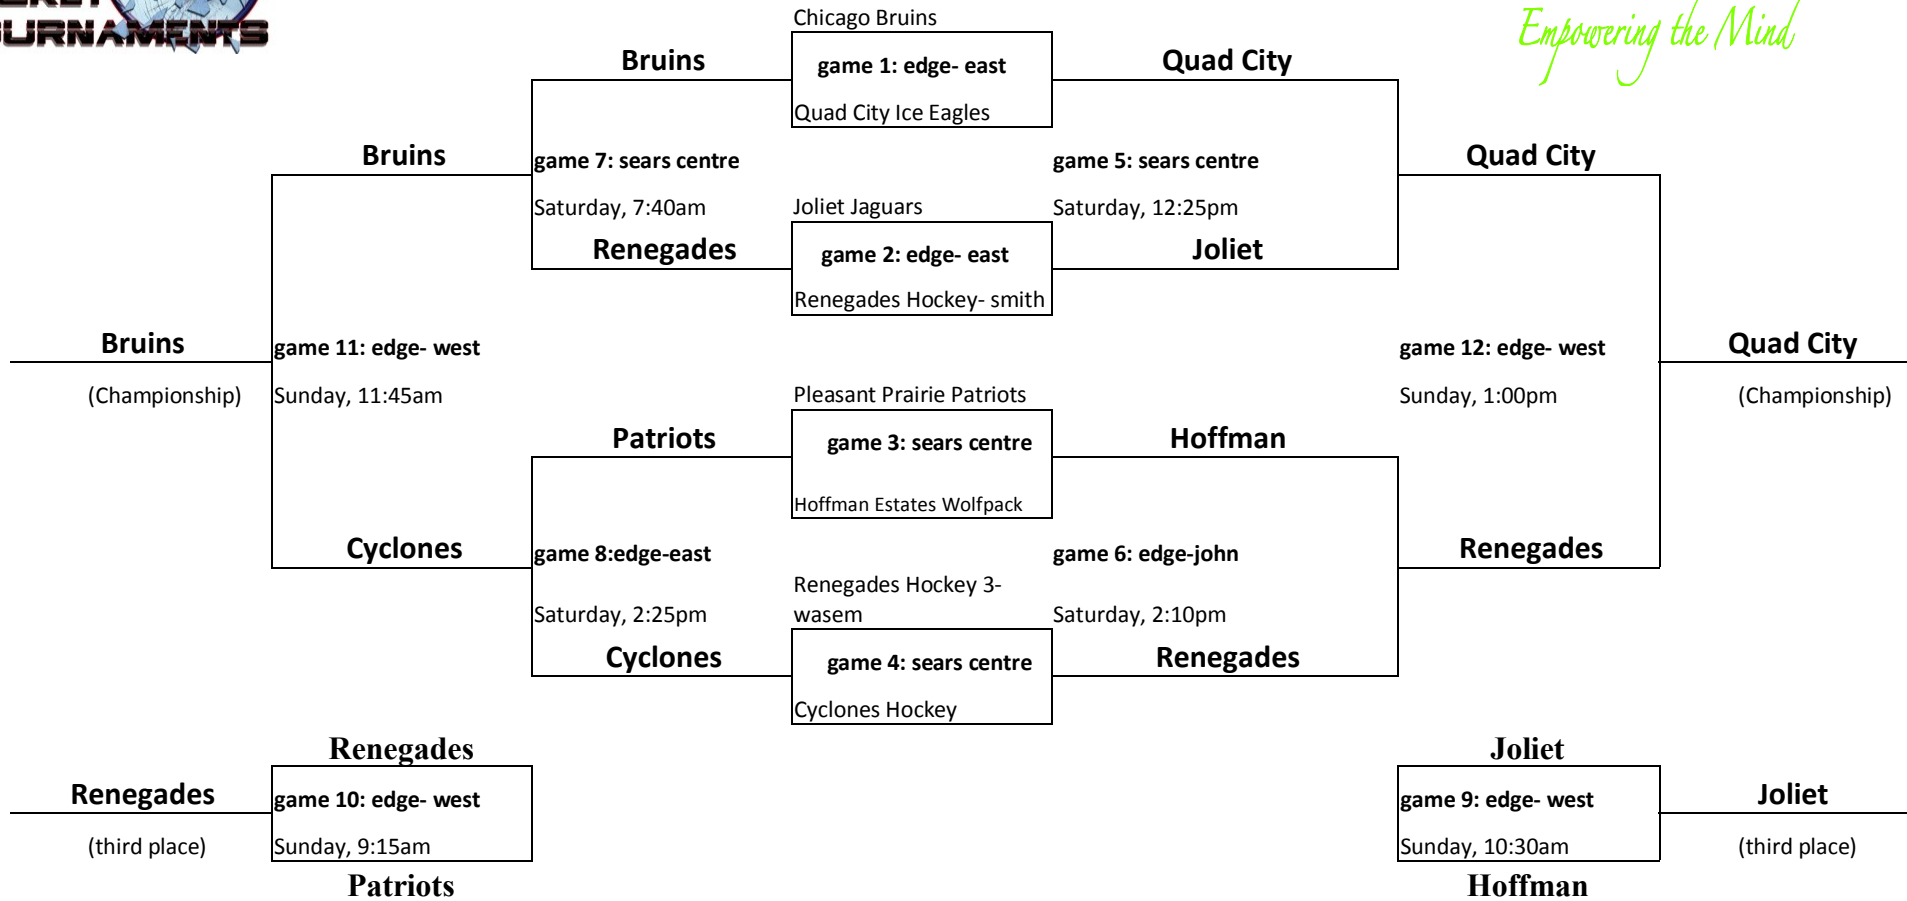 TOURNAMENTS
Empowering the Mind
Chicago Bruins
Bruins
game 1: edge- east
Quad City
Quad City Ice Eagles
Bruins
game 7: sears centre
game 5: sears centre
Quad City
Saturday, 7:40am
Joliet Jaguars
Saturday, 12:25pm
Renegades
game 2: edge- east
Joliet
Renegades Hockey- smith
Bruins
game 11: edge- west
game 12: edge- west
Quad City
(Championship)
Sunday, 11:45am
Pleasant Prairie Patriots
Sunday, 1:00pm
(Championship)
Patriots
game 3: sears centre
Hoffman
Hoffman Estates Wolfpack
Cyclones
game 8:edge-east
game 6: edge-john
Renegades
Renegades Hockey 3-
wasem
Saturday, 2:25pm
Saturday, 2:10pm
Cyclones
game 4: sears centre
Renegades
Cyclones Hockey
Renegades
Joliet
Renegades
game 10: edge- west
game 9: edge- west
Joliet
(third place)
Sunday, 9:15am
Sunday, 10:30am
(third place)
Patriots
Hoffman